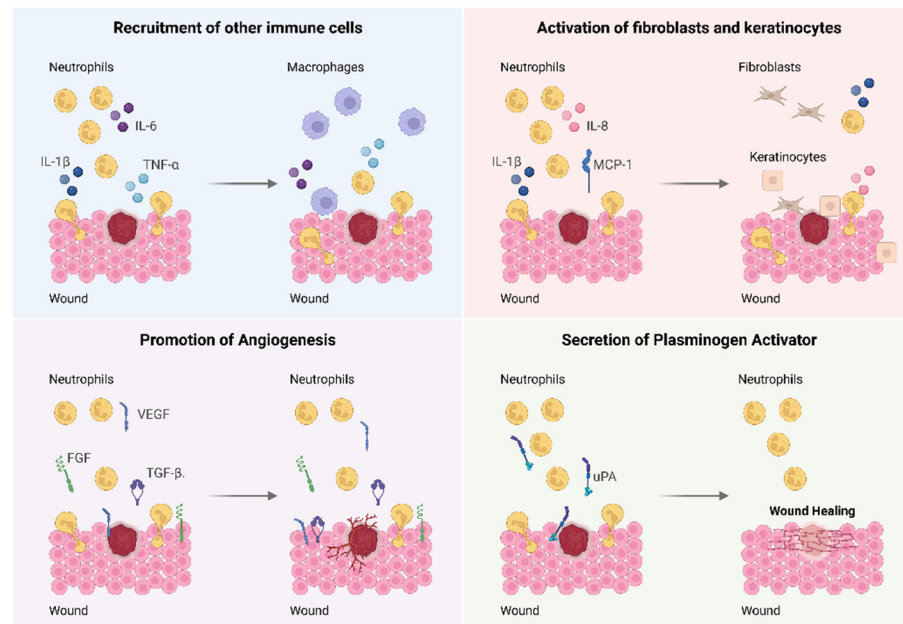 Recruitment of other immune cells
Neutrophils
Macrophages
IL-6
IL-1β
TNF-α
Wound
Wound
Activation of fibroblasts and keratinocytes
Neutrophils
Fibroblasts
IL-8
IL-1β
MCP-1
Keratinocytes
Wound
Wound
Promotion of Angiogenesis
Neutrophils
Neutrophils
VEGF
FGF
TGF-β.
Wound
Wound
Secretion of Plasminogen Activator
Neutrophils
Neutrophils
uPA
Wound Healing
Wound
Wound